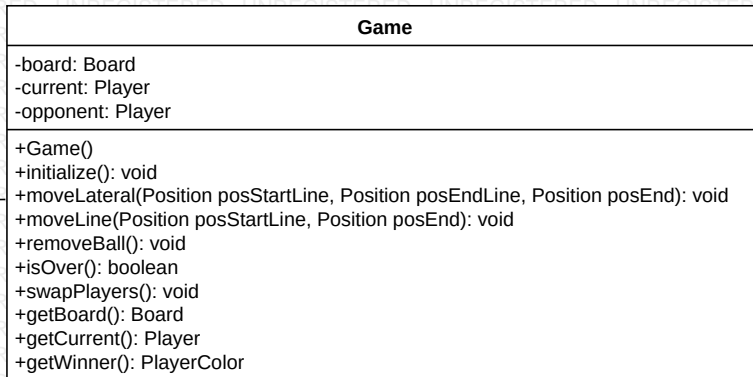 Game
-board: Board
-current: Player
-opponent: Player
+Game()
+initialize(): void
+moveLateral(Position posStartLine, Position posEndLine, Position posEnd): void
+moveLine(Position posStartLine, Position posEnd): void
+removeBall(): void
+isOver(): boolean
+swapPlayers(): void
+getBoard(): Board
+getCurrent(): Player
+getWinner(): PlayerColor